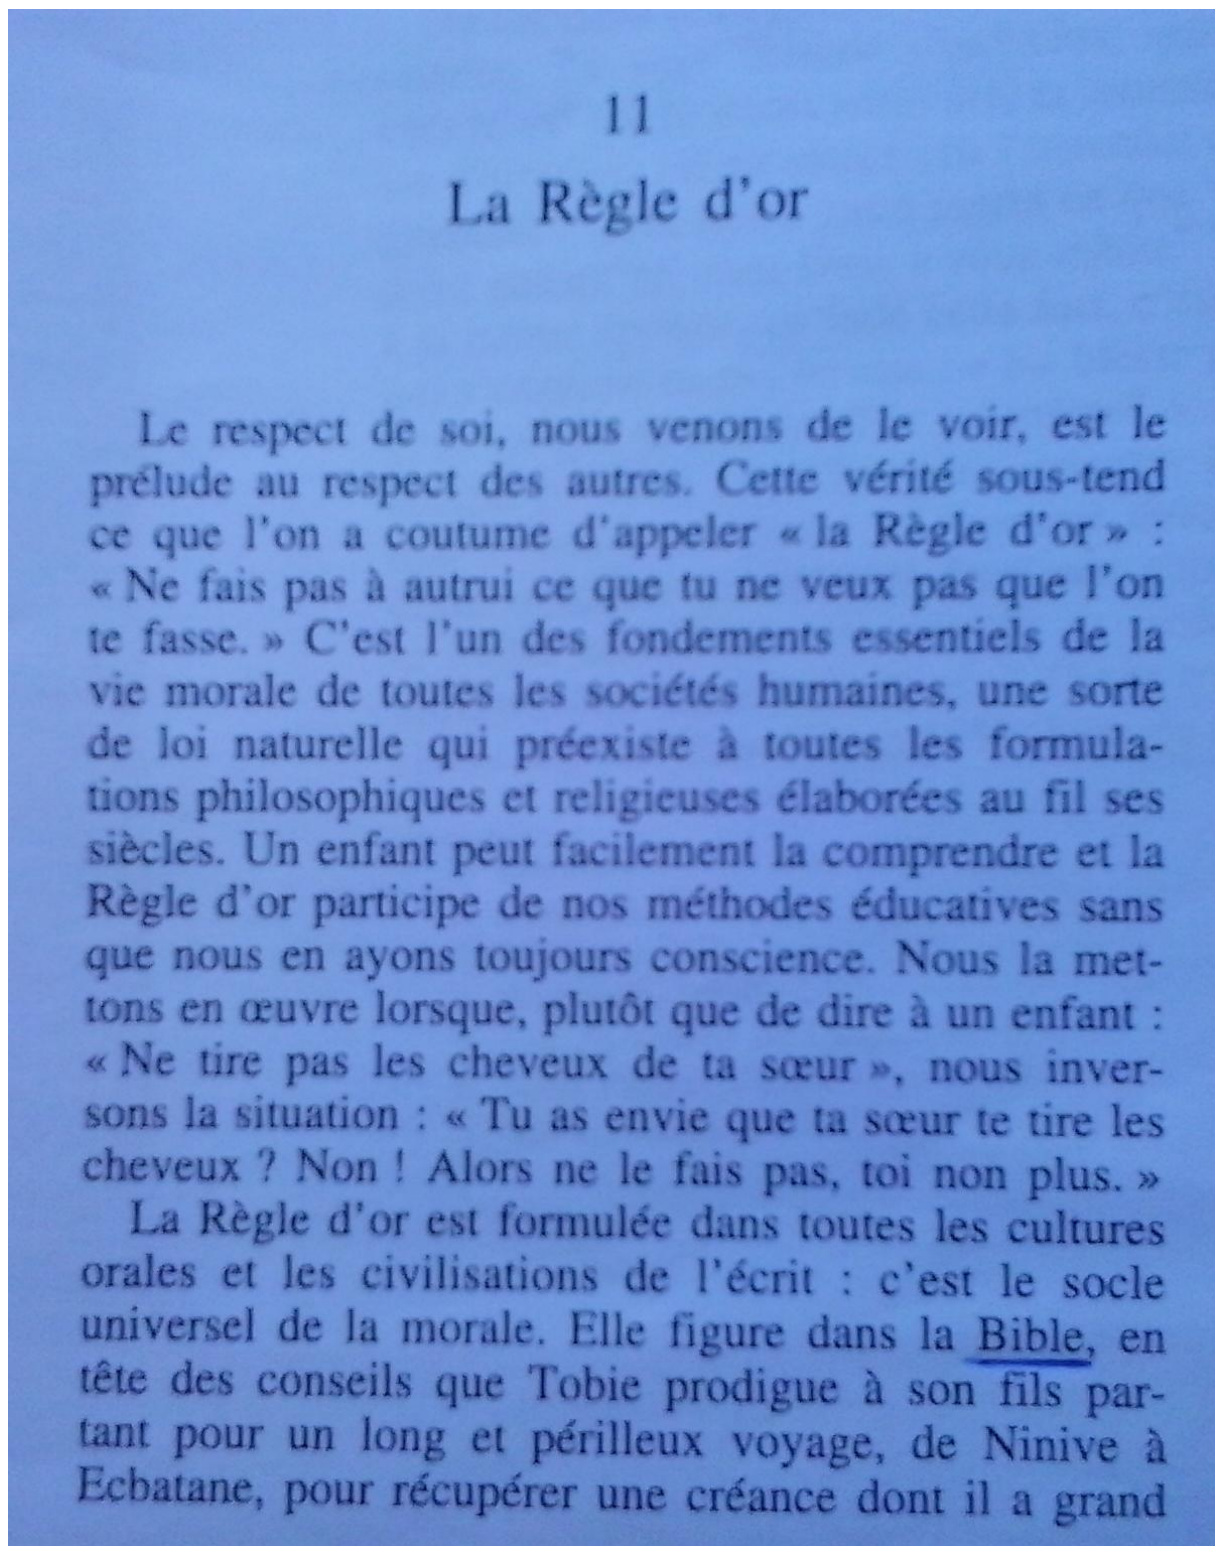 11
La Règle d'or
Le respect de soi, nous venons de le voir, est le
prélude au respect des autres. Cette vérité sous-tend
ce que l'on a coutume d'appeler « la Règle d'or » :
« Ne fais pas à autrui ce que tu ne veux pas que l'on
te fasse. » C'est l'un des fondements essentiels de la
vie morale de toutes les sociétés humaines, une sorte
de loi naturelle qui préexiste à toutes les formula-
tions philosophiques et religieuses élaborées au fil ses
siècles. Un enfant peut facilement la comprendre et la
Règle d'or participe de nos méthodes éducatives sans
que nous en ayons toujours conscience. Nous la met-
tons en œuvre lorsque, plutôt que de dire à un enfant :
« Ne tire pas les cheveux de ta sœur », nous inver-
sons la situation : « Tu as envie que ta sœur te tire les
cheveux ? Non ! Alors ne le fais pas, toi non plus. »
La Règle d'or est formulée dans toutes les cultures
orales et les civilisations de l'écrit : c'est le socle
universel de la morale. Elle figure dans la Bible, en
tête des conseils que Tobie prodigue à son fils par-
tant pour un long et périlleux voyage, de Ninive à
Ecbatane, pour récupérer une créance dont il a grand